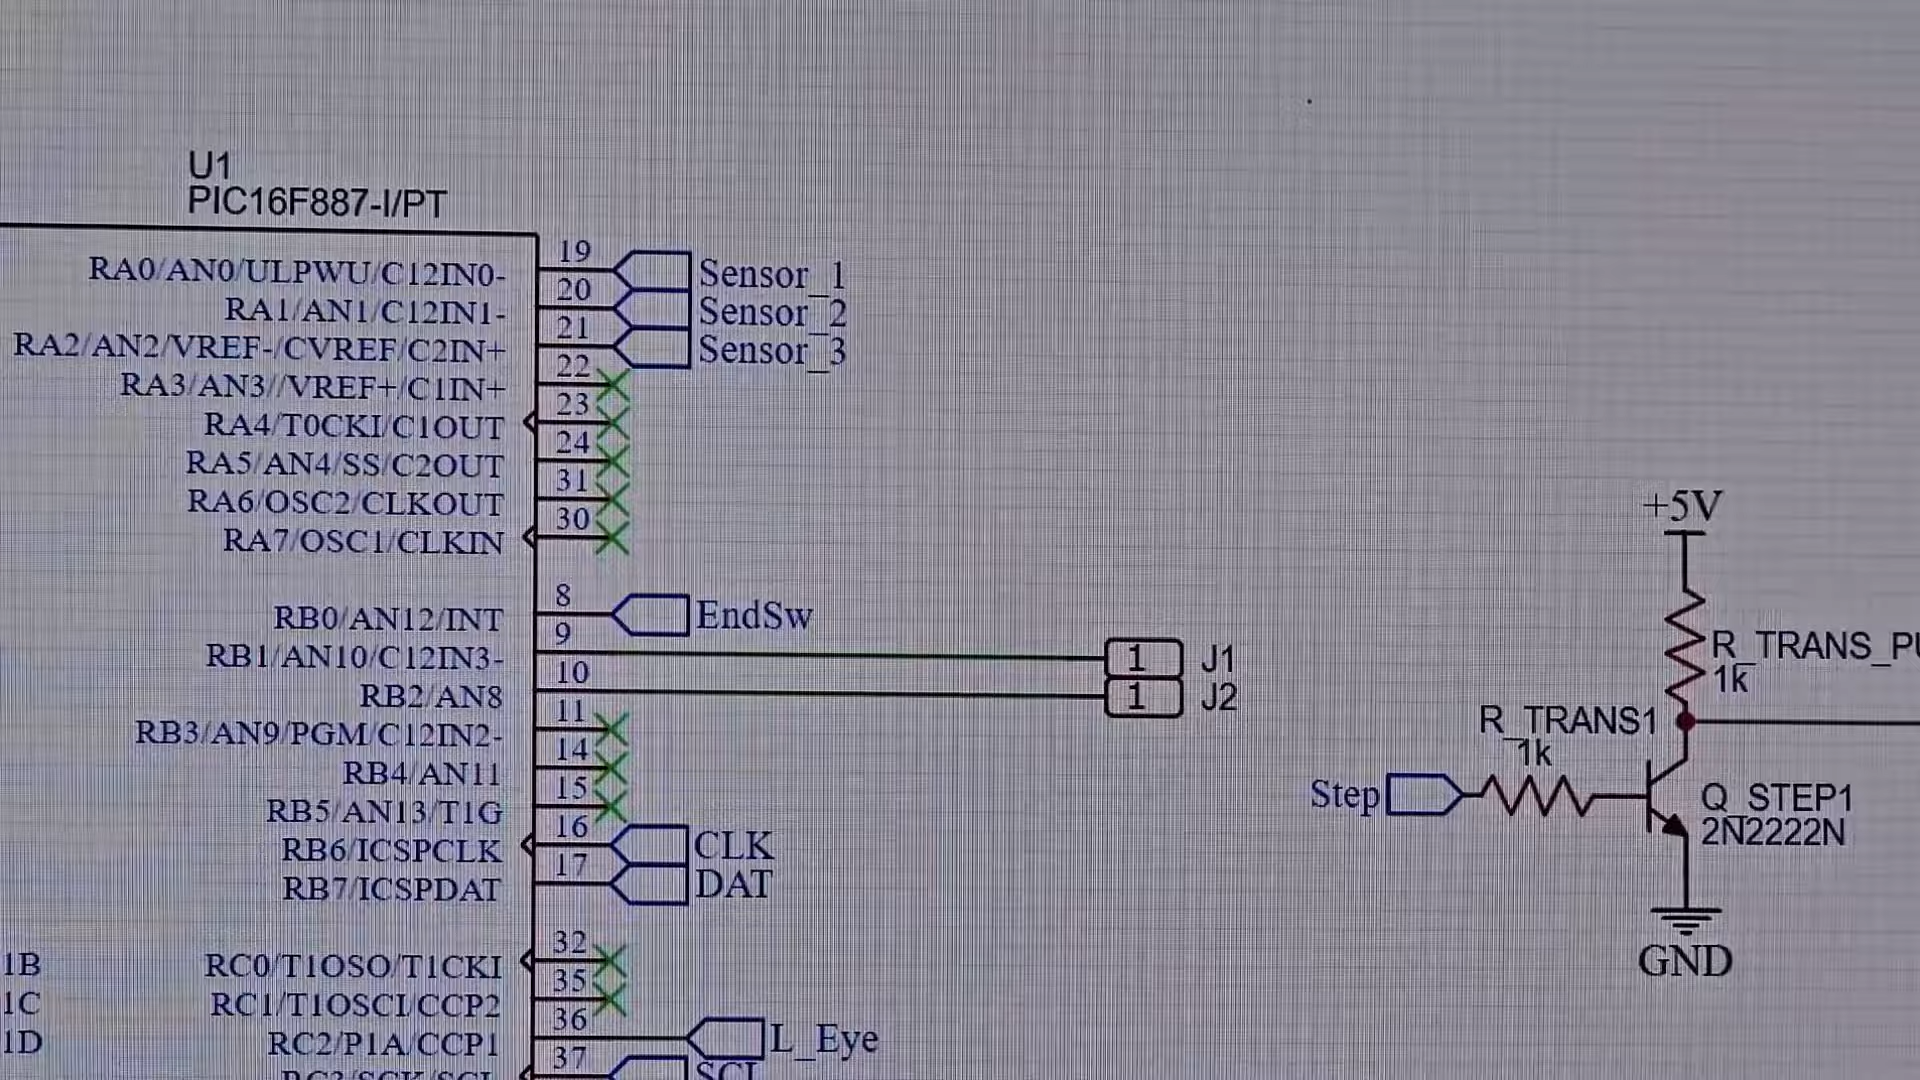 U1
PIC16F887-I/PT
RA0/AN0/ULPWU/C12IN0- 19 Sensor_1
RA1/AN1/C12IN1- 20 Sensor_2
RA2/AN2/VREF-/CVREF/C2IN+ 21 Sensor_3
RA3/AN3//VREF+/C1IN+ 22
RA4/T0CKI/C1OUT 23
RA5/AN4/SS/C2OUT 24
RA6/OSC2/CLKOUT 31
RA7/OSC1/CLKIN 30
RB0/AN12/INT 8 EndSw
RB1/AN10/C12IN3- 9 1 J1
RB2/AN8 10 1 J2
RB3/AN9/PGM/C12IN2- 11
RB4/AN11 14
RB5/AN13/T1G 15
RB6/ICSPCLK 16 CLK
RB7/ICSPDAT 17 DAT
1B RC0/T1OSO/T1CKI 32
1C RC1/T1OSCI/CCP2 35
1D RC2/P1A/CCP1 36 L_Eye
37
+5V
1k
R_TRANS1
1k
Step
Q_STEP1
2N2222N
GND